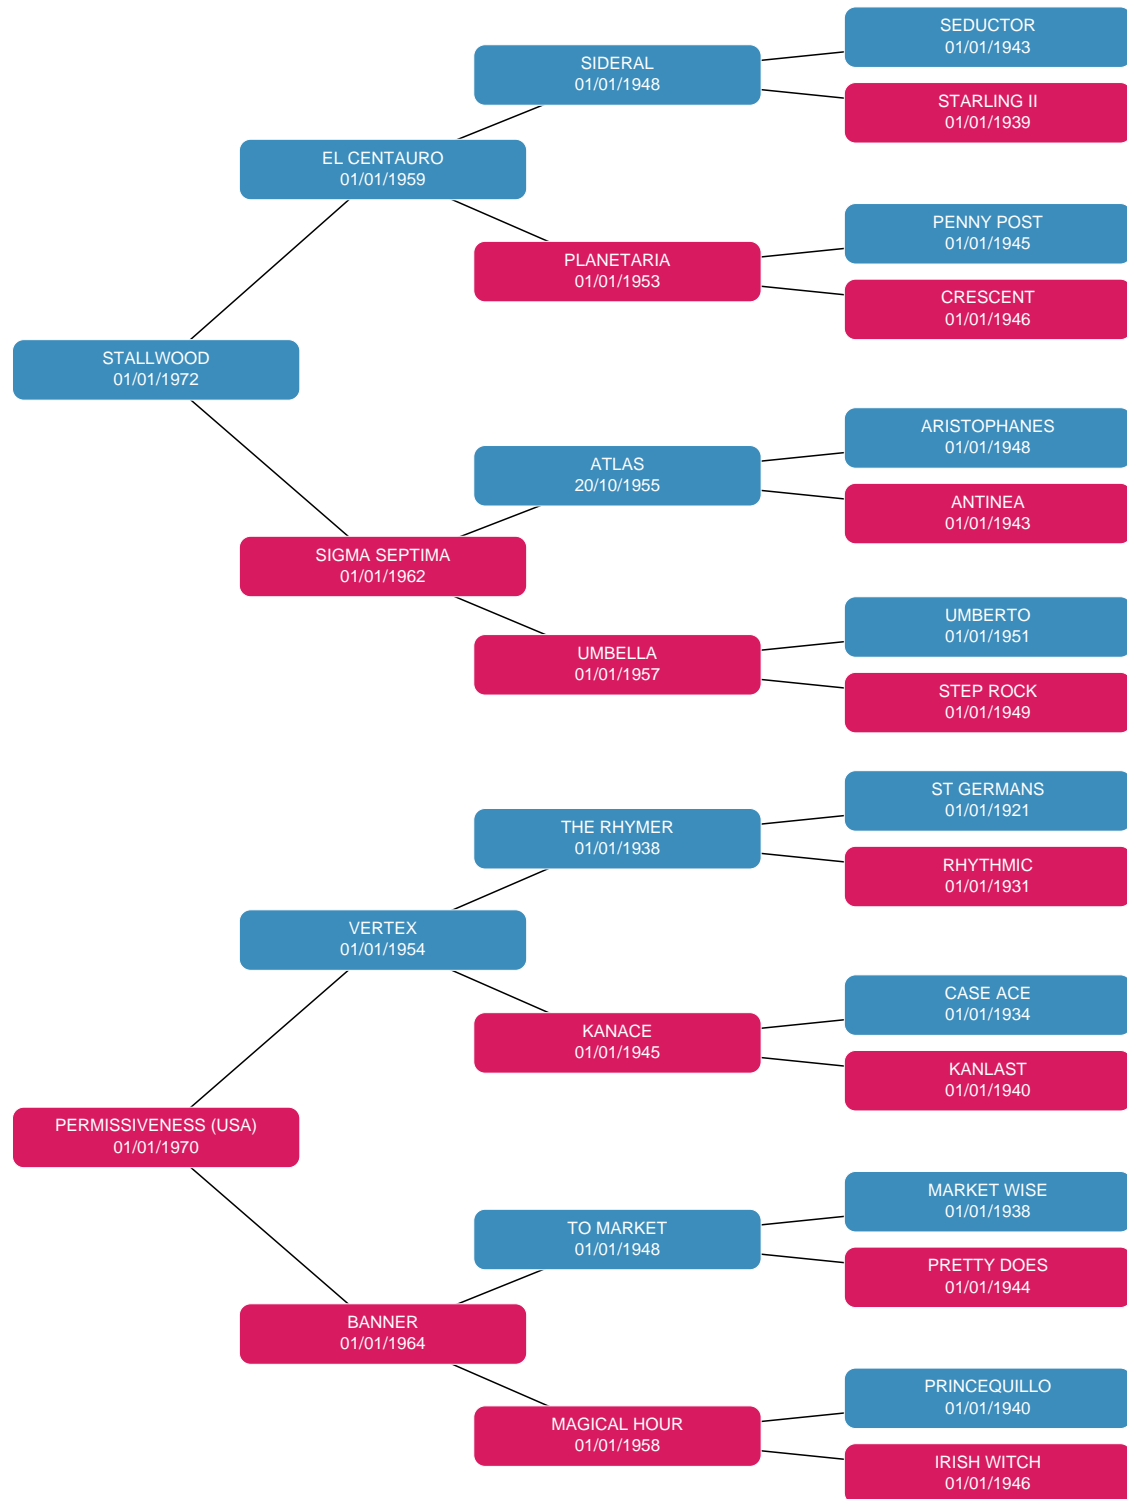 SEDUCTOR
01/01/1943
SIDERAL
01/01/1948
STARLING II
01/01/1939
EL CENTAURO
01/01/1959
PENNY POST
01/01/1945
PLANETARIA
01/01/1953
CRESCENT
01/01/1946
STALLWOOD
01/01/1972
ARISTOPHANES
01/01/1948
ATLAS
20/10/1955
ANTINEA
01/01/1943
SIGMA SEPTIMA
01/01/1962
UMBERTO
01/01/1951
UMBELLA
01/01/1957
STEP ROCK
01/01/1949
ST GERMANS
01/01/1921
THE RHYMER
01/01/1938
RHYTHMIC
01/01/1931
VERTEX
01/01/1954
CASE ACE
01/01/1934
KANACE
01/01/1945
KANLAST
01/01/1940
PERMISSIVENESS (USA)
01/01/1970
MARKET WISE
01/01/1938
TO MARKET
01/01/1948
PRETTY DOES
01/01/1944
BANNER
01/01/1964
PRINCEQUILLO
01/01/1940
MAGICAL HOUR
01/01/1958
IRISH WITCH
01/01/1946